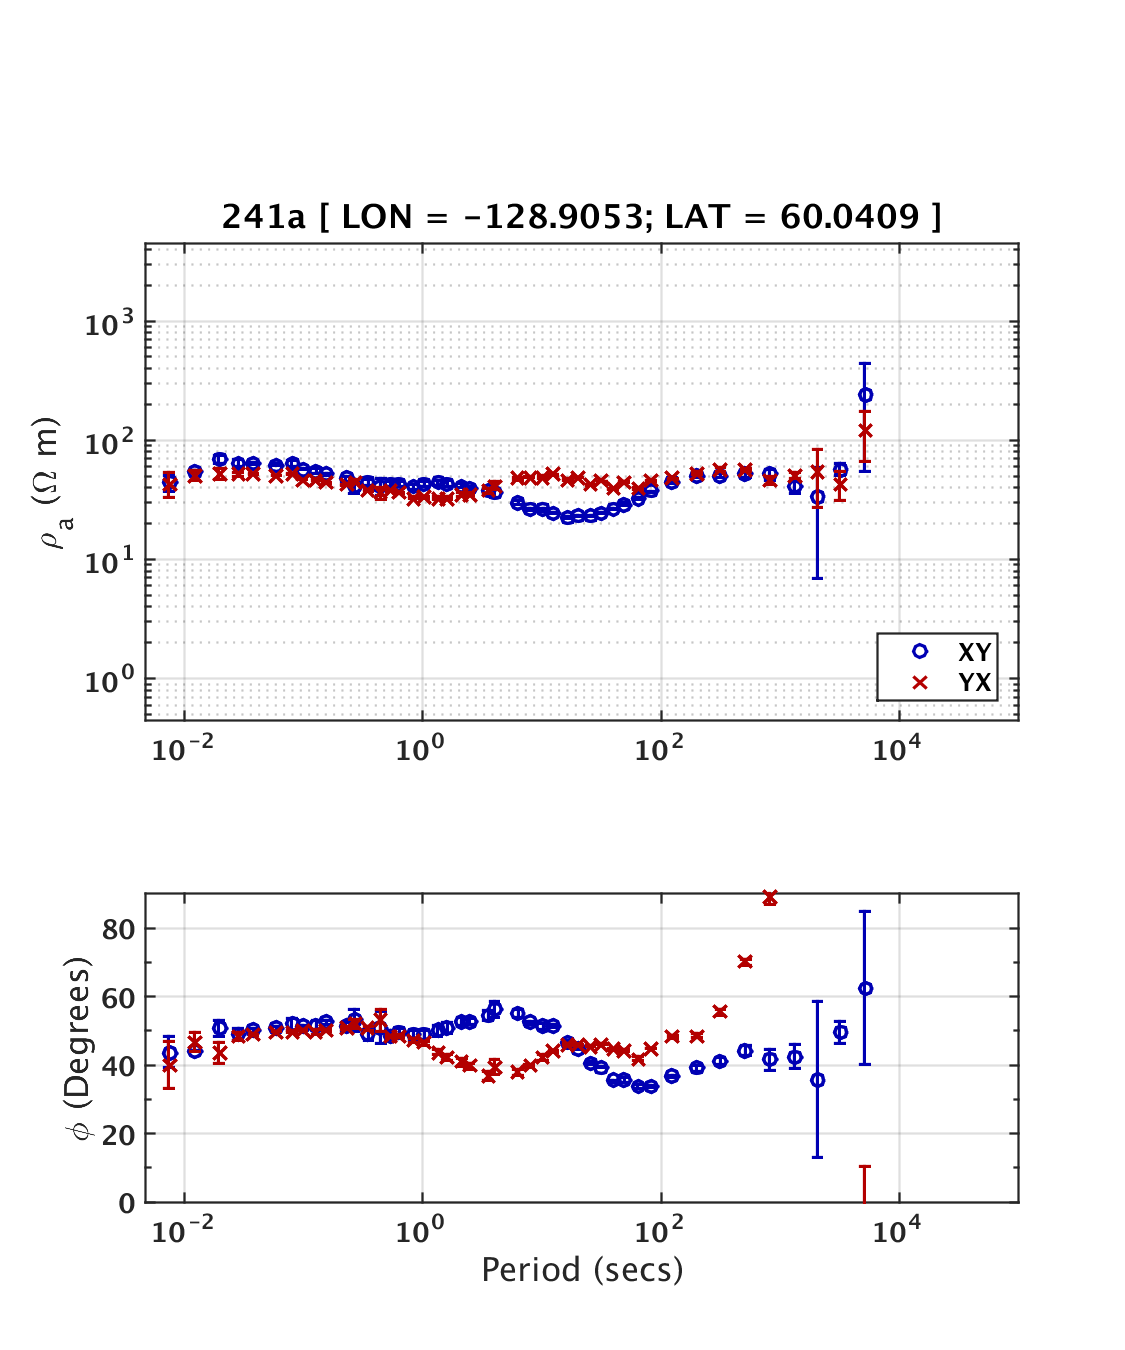 241a [ LON = -128.9053; LAT = 60.0409 ]
10³
10²
10¹
10⁰
ρa (Ω m)
XY
YX
10⁻² 10⁰ 10² 10⁴
80
60
40
20
0
ϕ (Degrees)
10⁻² 10⁰ 10² 10⁴
Period (secs)